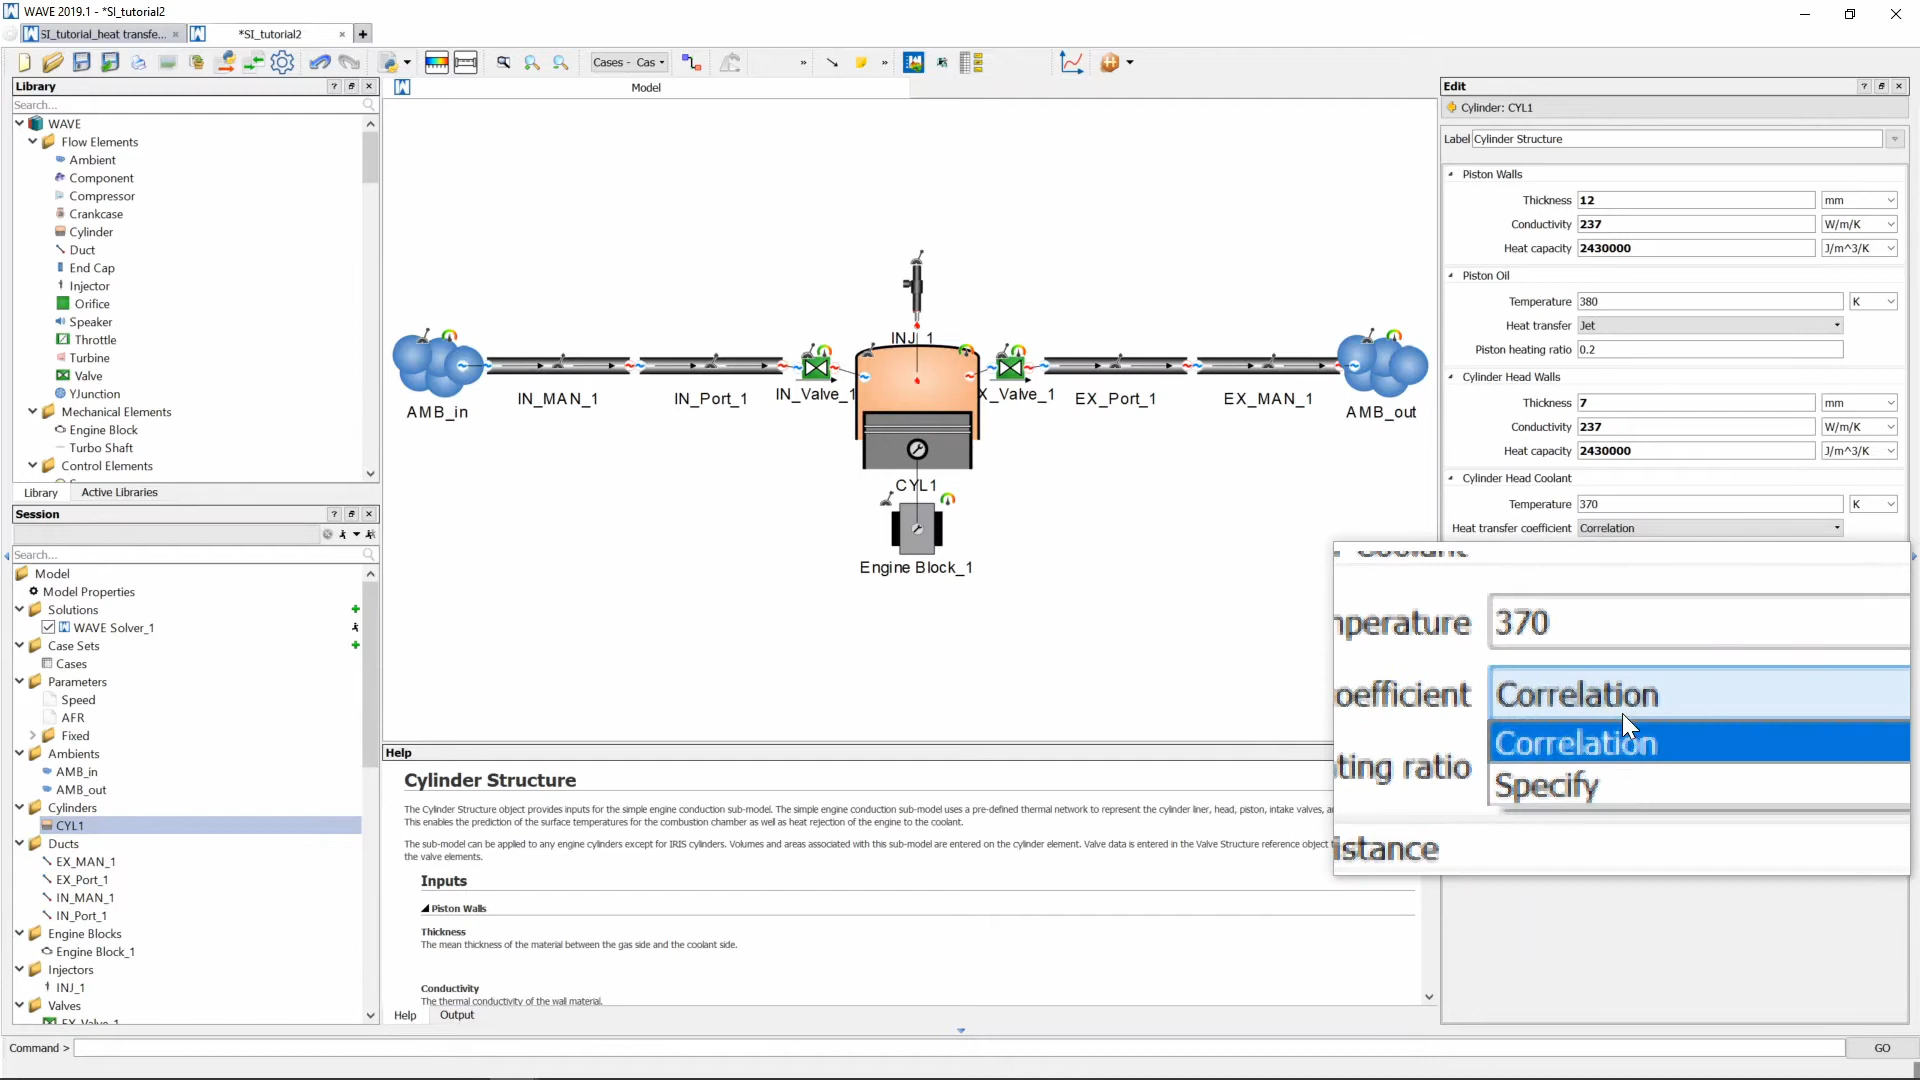 WAVE 2019.1 - *SI_tutorial2
SI_tutorial_heat transfe...
*SI_tutorial2
Cases - Cas
Library
Search...
WAVE
Flow Elements
Ambient
Component
Compressor
Crankcase
Cylinder
Duct
End Cap
Injector
Orifice
Speaker
Throttle
Turbine
Valve
YJunction
Mechanical Elements
Engine Block
Turbo Shaft
Control Elements
Library
Active Libraries
Session
Search...
Model
Model Properties
Solutions
WAVE Solver_1
Case Sets
Cases
Parameters
Speed
AFR
Fixed
Ambients
AMB_in
AMB_out
Cylinders
CYL1
Ducts
EX_MAN_1
EX_Port_1
IN_MAN_1
IN_Port_1
Engine Blocks
Engine Block_1
Injectors
INJ_1
Valves
EX_Valve_1
Model
INJ_1
AMB_in
IN_MAN_1
IN_Port_1
IN_Valve_1
X_Valve_1
EX_Port_1
EX_MAN_1
AMB_out
CYL1
Engine Block_1
Help
Cylinder Structure
The Cylinder Structure object provides inputs for the simple engine conduction sub-model. The simple engine conduction sub-model uses a pre-defined thermal network to represent the cylinder liner, head, piston, intake valves, a
This enables the prediction of the surface temperatures for the combustion chamber as well as heat rejection of the engine to the coolant.
The sub-model can be applied to any engine cylinders except for IRIS cylinders. Volumes and areas associated with this sub-model are entered on the cylinder element. Valve data is entered in the Valve Structure reference object
the valve elements.
Inputs
Piston Walls
Thickness
The mean thickness of the material between the gas side and the coolant side.
Conductivity
The thermal conductivity of the wall material.
Help
Output
Command >
GO
Edit
Cylinder: CYL1
Label Cylinder Structure
Piston Walls
Thickness 12 mm
Conductivity 237 W/m/K
Heat capacity 2430000 J/m^3/K
Piston Oil
Temperature 380 K
Heat transfer Jet
Piston heating ratio 0.2
Cylinder Head Walls
Thickness 7 mm
Conductivity 237 W/m/K
Heat capacity 2430000 J/m^3/K
Cylinder Head Coolant
Temperature 370 K
Heat transfer coefficient Correlation
Coolant
nperature 370
oefficient Correlation
Correlation
ting ratio
Specify
istance